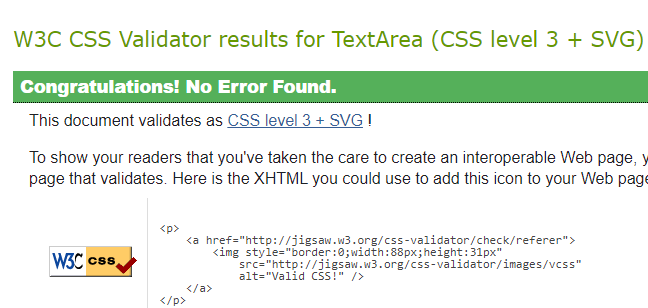 W3C CSS Validator results for TextArea (CSS level 3 + SVG)
Congratulations! No Error Found.
This document validates as CSS level 3 + SVG !
To show your readers that you've taken the care to create an interoperable Web page, y
page that validates. Here is the XHTML you could use to add this icon to your Web page
W3C css
<p>
<a href="http://jigsaw.w3.org/css-validator/check/referer">
<img style="border:0;width:88px;height:31px"
src="http://jigsaw.w3.org/css-validator/images/vcss"
alt="Valid CSS!" />
</a>
</p>